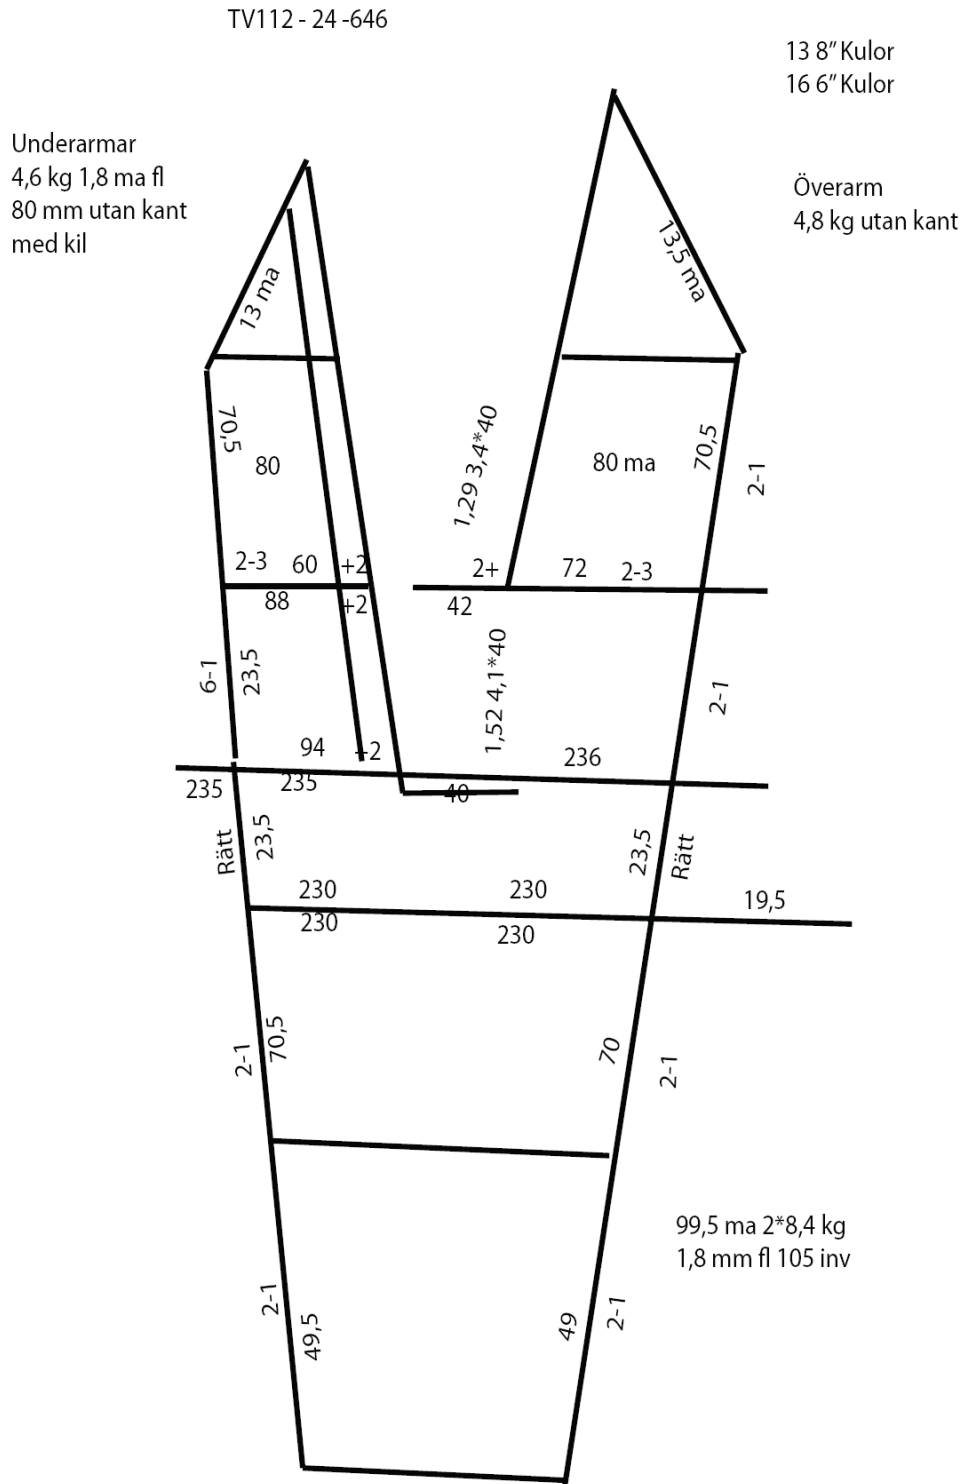 TV112 - 24 -646
13 8” Kulor
16 6” Kulor
Underarmar
4,6 kg 1,8 ma fl
80 mm utan kant
med kil
Överarm
4,8 kg utan kant
13 ma
13,5 ma
70,5
80
1,29 3,4*40
80 ma
70,5
2-1
2-3 60 +2
2+ 72 2-3
88 +2
42
6-1
23,5
1,52 4,1*40
2-1
94 +2
236
235
235
40
Rätt
23,5
23,5
Rätt
230
230
19,5
230
230
2-1
70,5
70
2-1
99,5 ma 2*8,4 kg
1,8 mm fl 105 inv
2-1
49,5
49
2-1